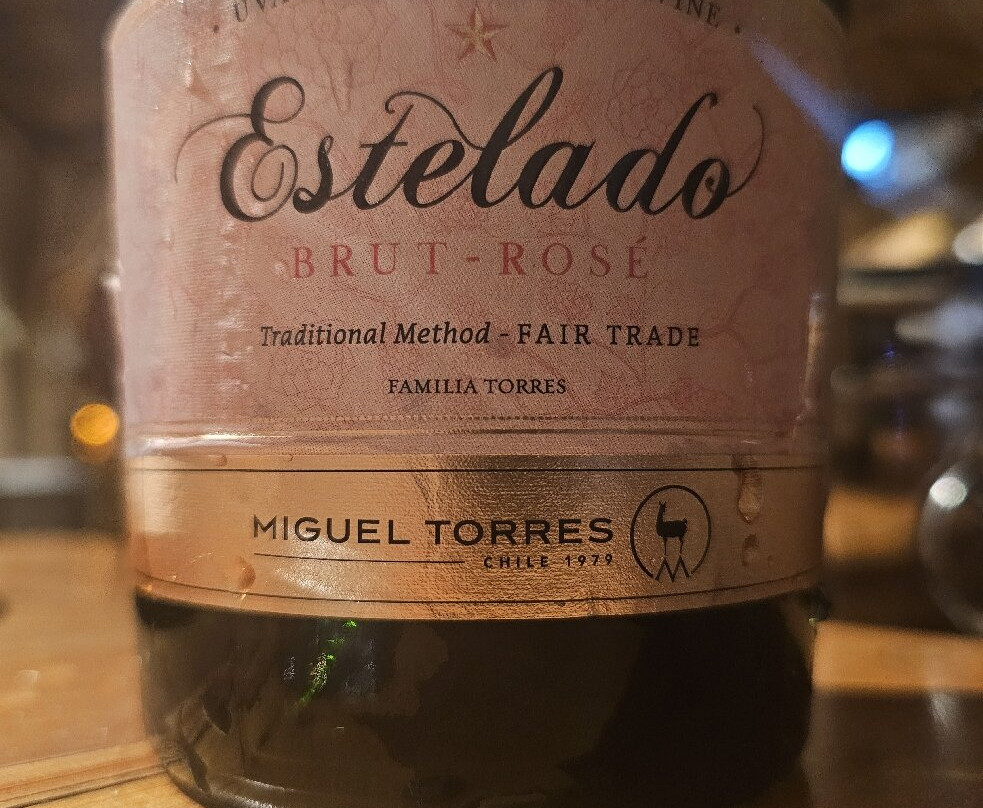 Estelado
BRUT-ROSÉ
Traditional Method - FAIR TRADE
FAMILIA TORRES
MIGUEL TORRES
CHILE 1979